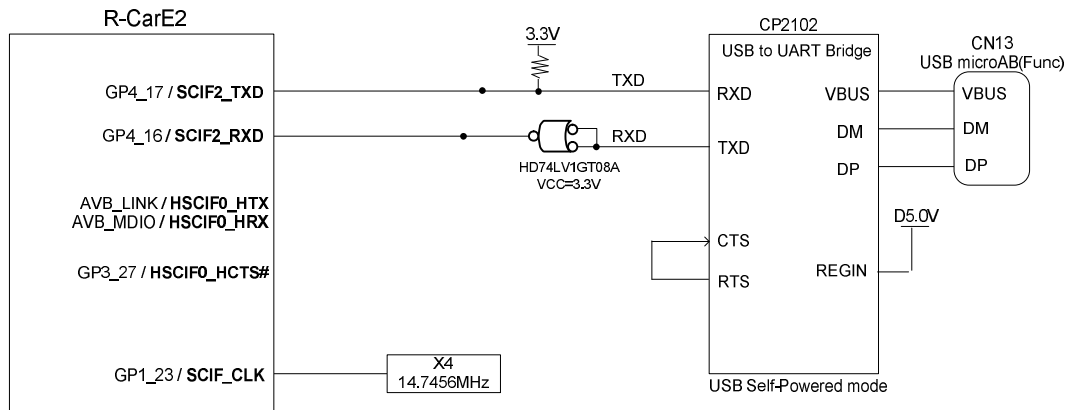 R-CarE2
CP2102
3.3V
USB to UART Bridge
CN13
USB microAB(Func)
GP4_17 / SCIF2_TXD
TXD
RXD
VBUS
VBUS
GP4_16 / SCIF2_RXD
RXD
TXD
DM
DM
HD74LV1GT08A
VCC=3.3V
DP
DP
AVB_LINK / HSCIF0_HTX
AVB_MDIO / HSCIF0_HRX
D5.0V
CTS
GP3_27 / HSCIF0_HCTS#
RTS
REGIN
X4
14.7456MHz
GP1_23 / SCIF_CLK
USB Self-Powered mode